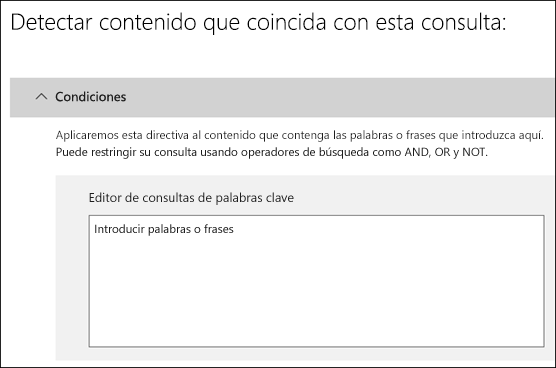 Detectar contenido que coincida con esta consulta:
Condiciones
Aplicaremos esta directiva al contenido que contenga las palabras o frases que introduzca aquí.
Puede restringir su consulta usando operadores de búsqueda como AND, OR y NOT.
Editor de consultas de palabras clave
Introducir palabras o frases